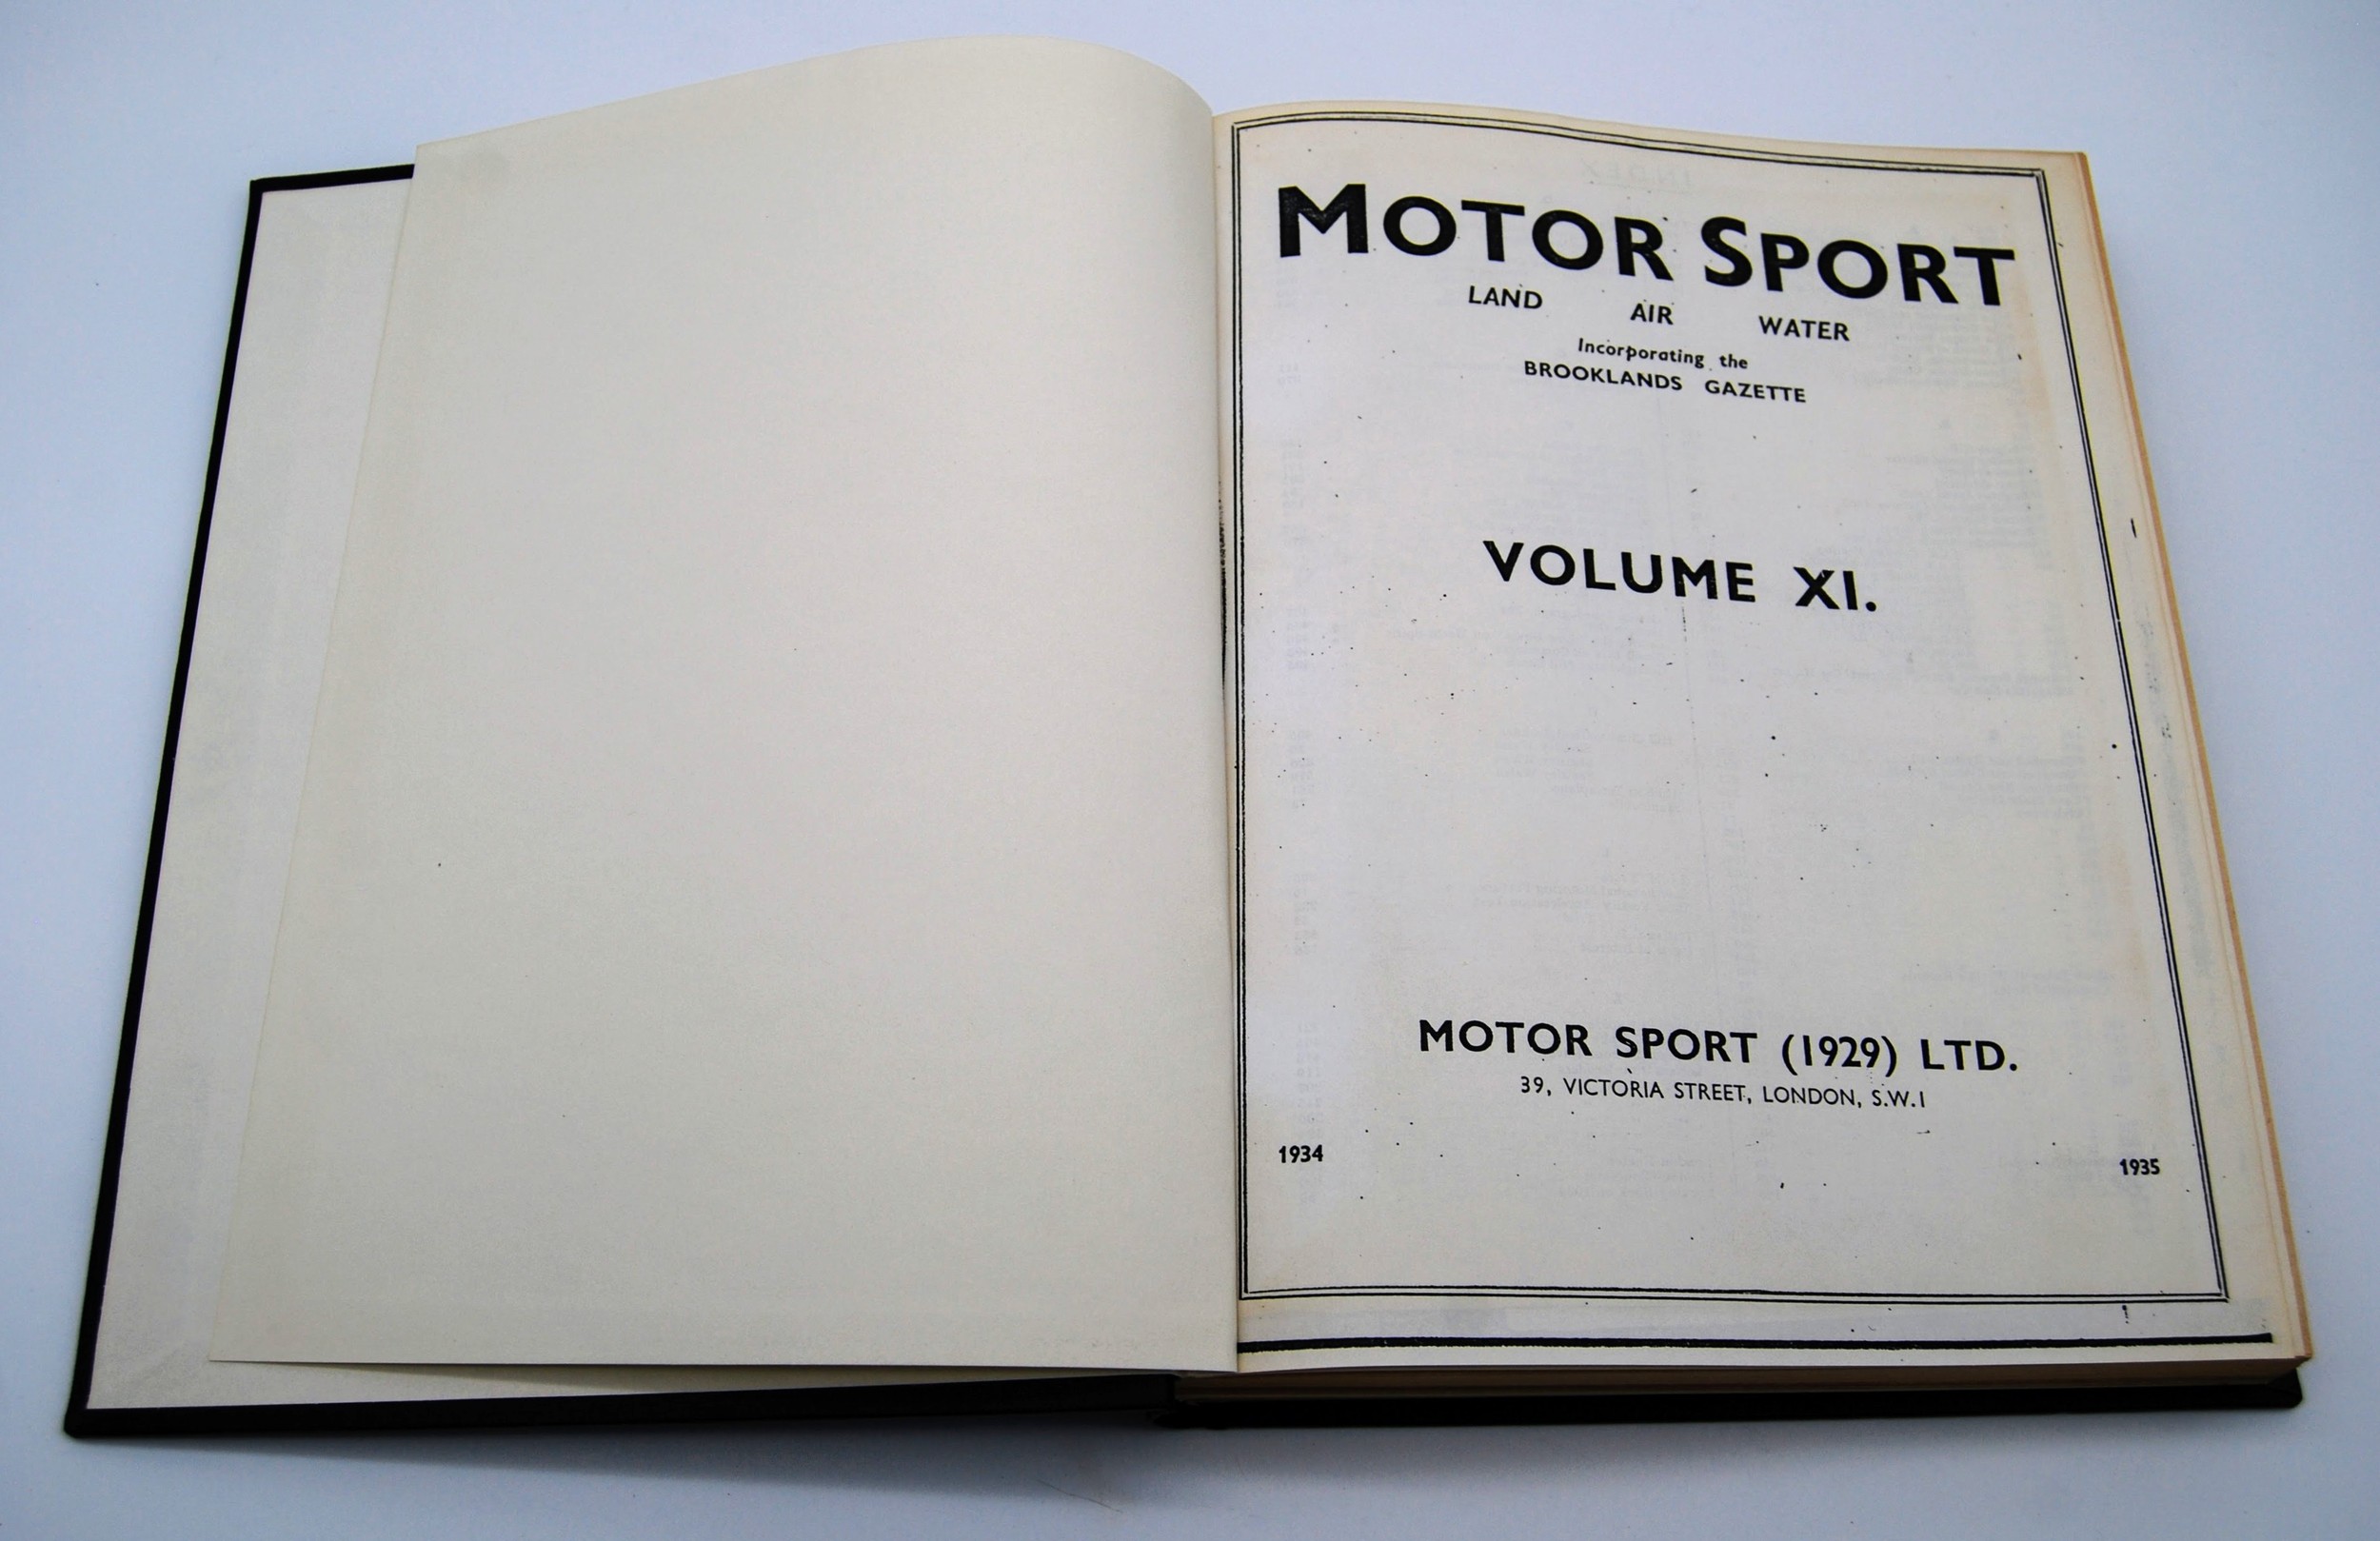 MOTOR SPORT
LAND AIR WATER
Incorporating the
BROOKLANDS GAZETTE
VOLUME XI.
MOTOR SPORT (1929) LTD.
39, VICTORIA STREET, LONDON, S.W.1
1934 1935